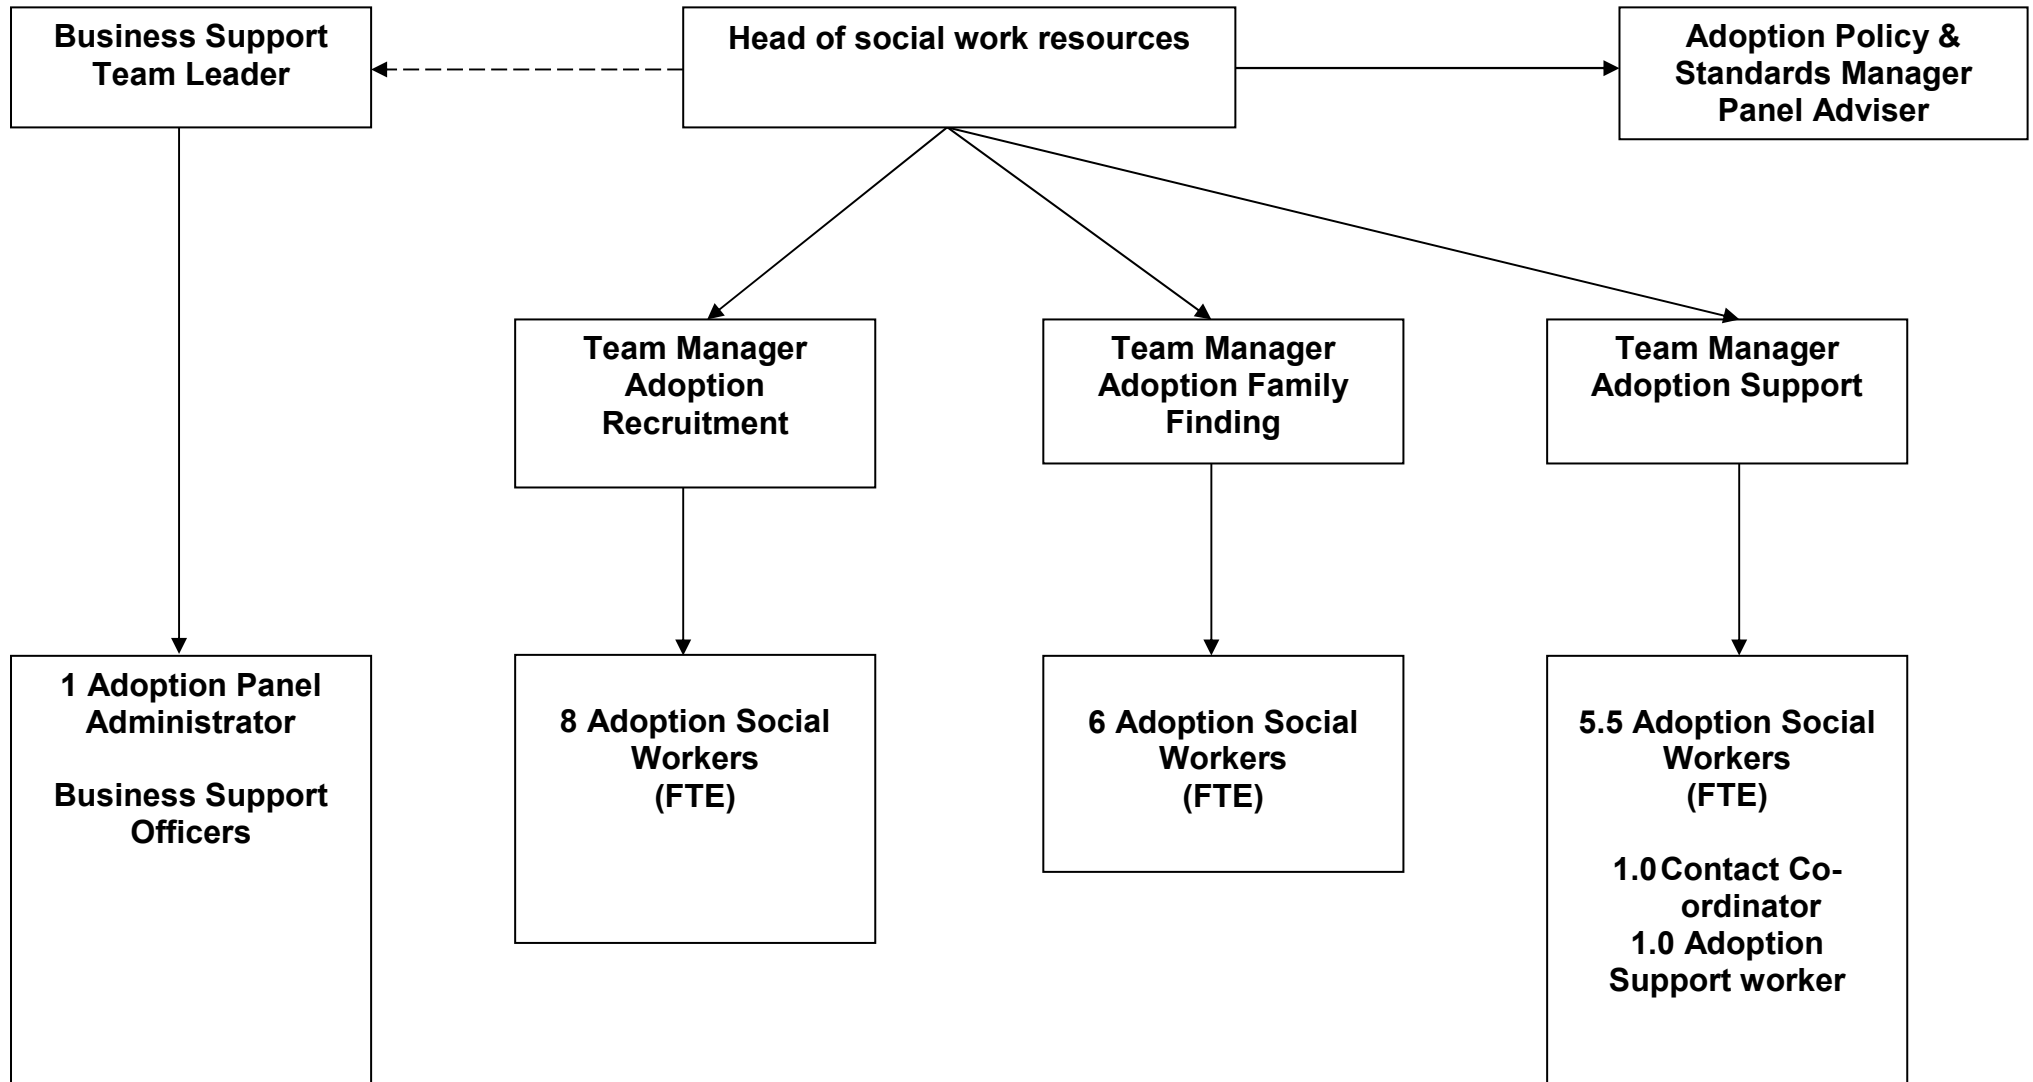 Business Support
Team Leader
Head of social work resources
Adoption Policy &
Standards Manager
Panel Adviser
Team Manager
Adoption
Recruitment
Team Manager
Adoption Family
Finding
Team Manager
Adoption Support
1 Adoption Panel
Administrator
Business Support
Officers
8 Adoption Social
Workers
(FTE)
6 Adoption Social
Workers
(FTE)
5.5 Adoption Social
Workers
(FTE)
1.0 Contact Co-
ordinator
1.0 Adoption
Support worker